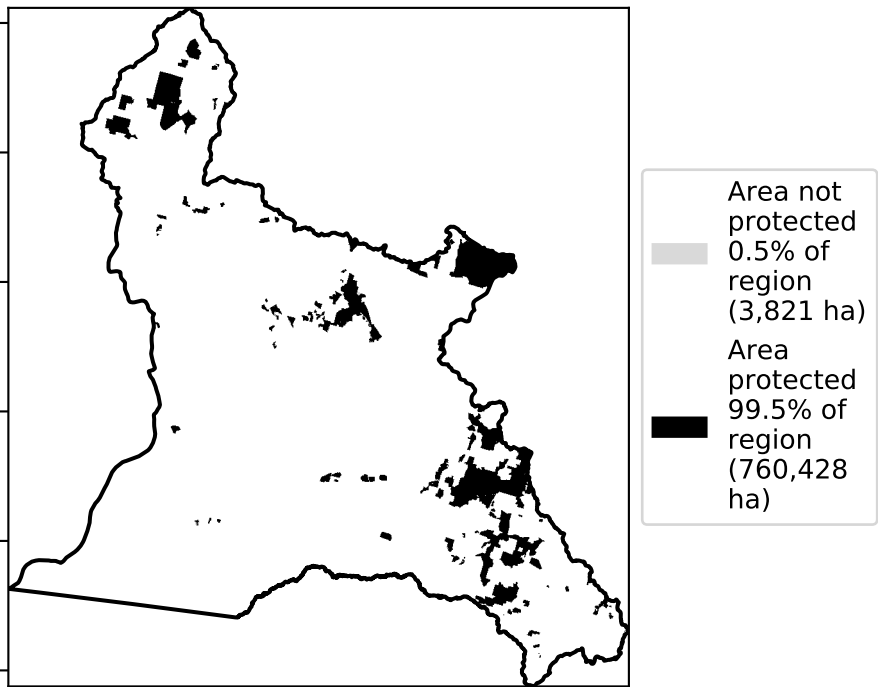 Area not
protected
0.5% of
region
(3,821 ha)
Area
protected
99.5% of
region
(760,428
ha)